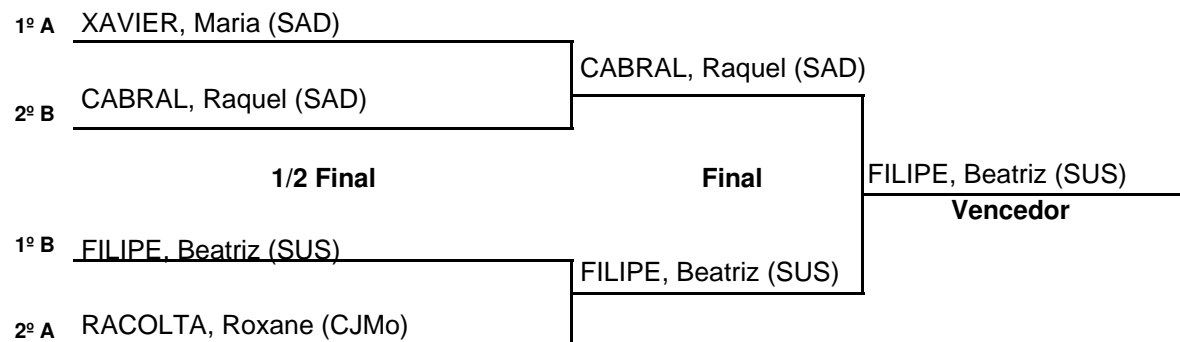 1º A XAVIER, Maria (SAD)
CABRAL, Raquel (SAD)
2º B CABRAL, Raquel (SAD)
1/2 Final Final FILIPE, Beatriz (SUS)
Vencedor
1º B FILIPE, Beatriz (SUS)
FILIPE, Beatriz (SUS)
2º A RACOLTA, Roxane (CJMo)